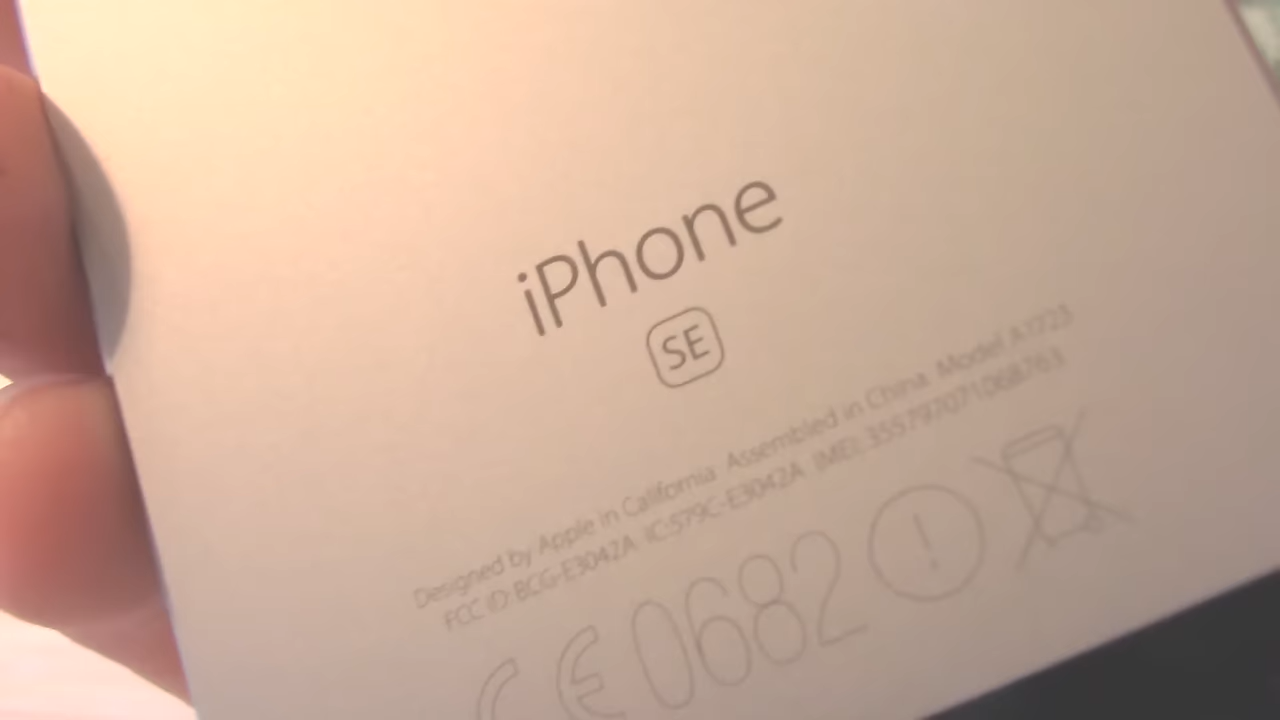 iPhone
SE
Designed by Apple in California Assembled in China Model A1723
FCC ID: BCG-E3042A IC: 579C-E3042A IMEI:
CE0682